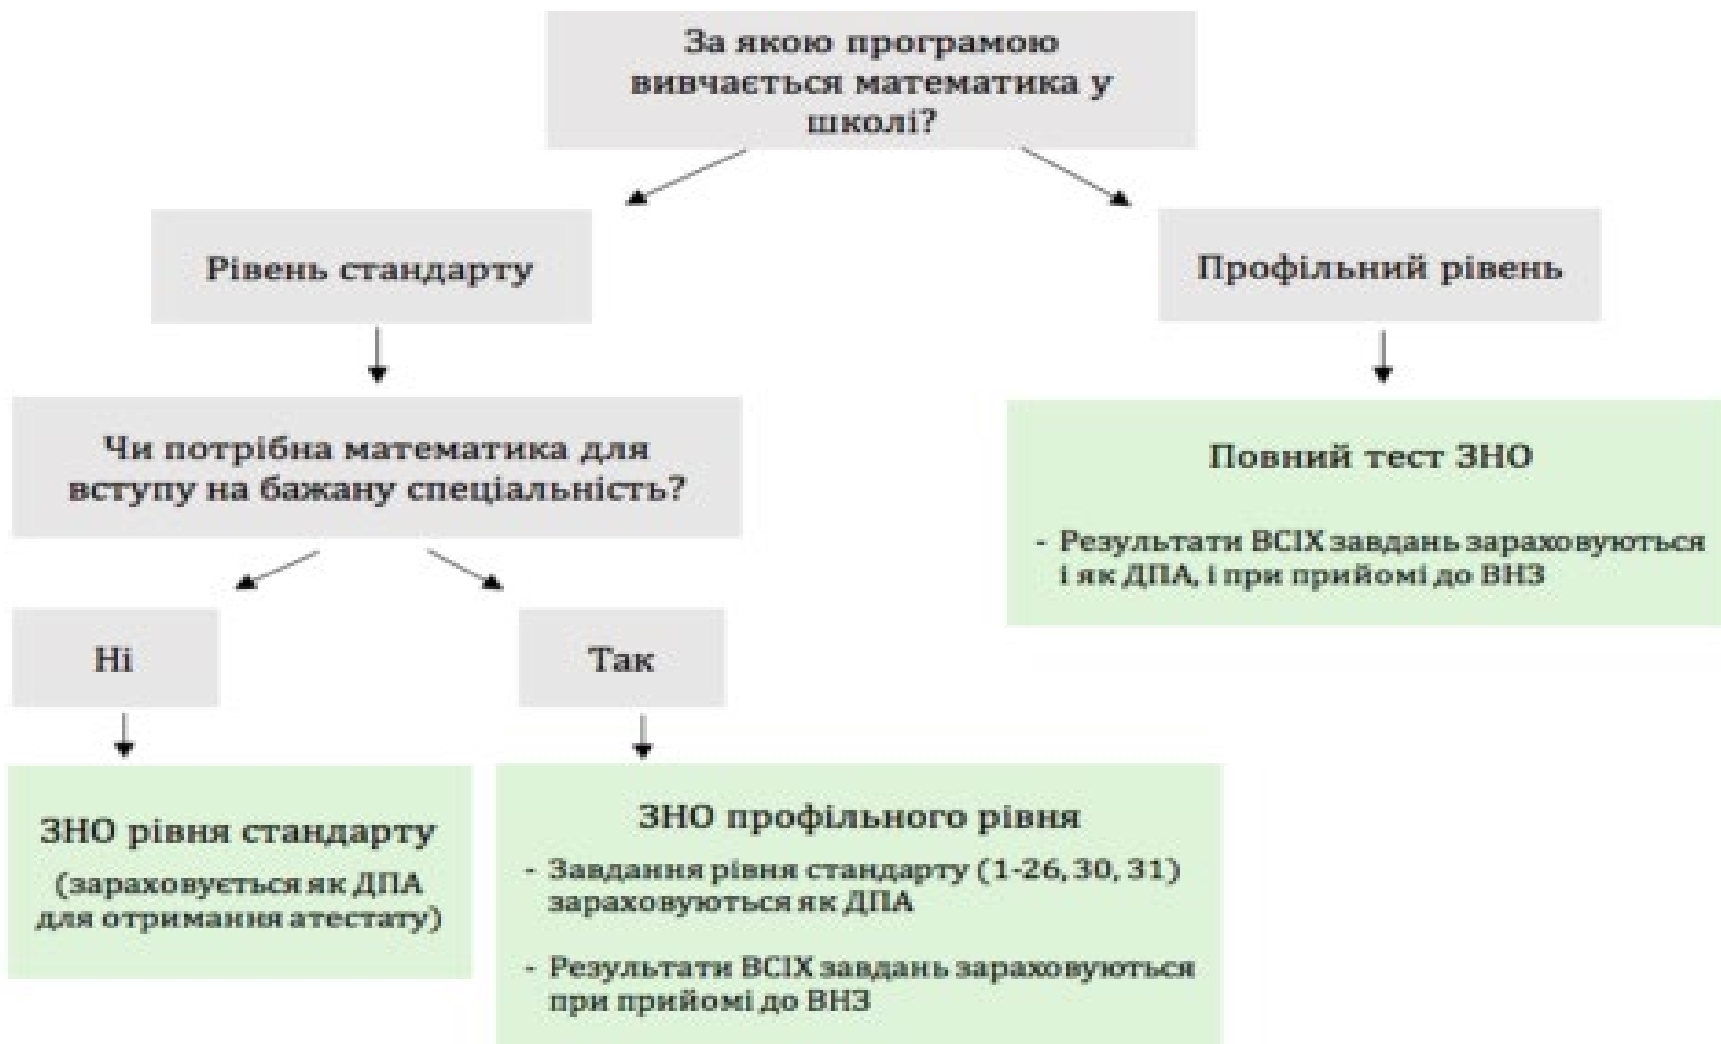 За якою програмою
вивчається математика у
школі?
Рівень стандарту
Профільний рівень
Чи потрібна математика для
вступу на бажану спеціальність?
Повний тест ЗНО
- Результати ВСІХ завдань зараховуються
і як ДПА, і при прийомі до ВНЗ
Ні
Так
ЗНО рівня стандарту
(зараховується як ДПА
для отримання атестату)
ЗНО профільного рівня
- Завдання рівня стандарту (1-26, 30, 31)
зараховуються як ДПА
- Результати ВСІХ завдань зараховуються
при прийомі до ВНЗ